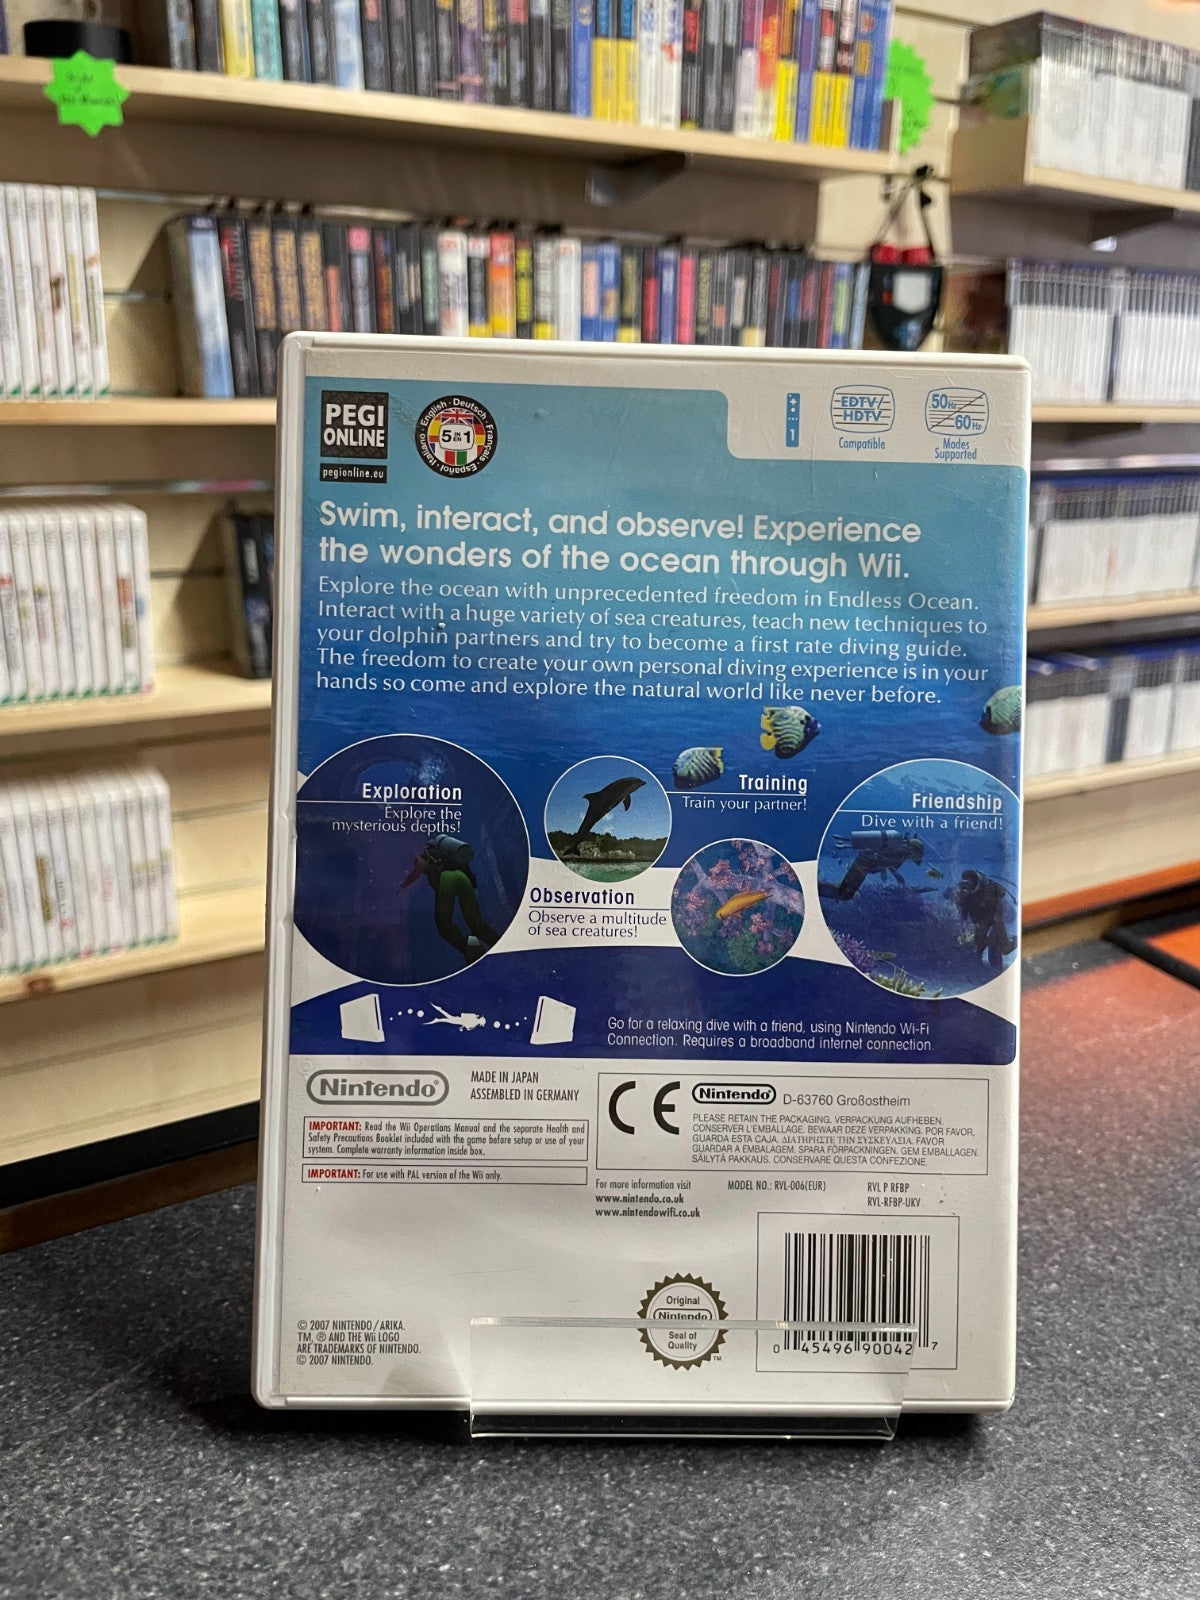 PEGI
ONLINE
pegionline.eu
English · Deutsch · Français · Español · Italiano
5 IN EN 1
1
EDTV/
HDTV
Compatible
50Hz
60Hz
Modes
Supported
Swim, interact, and observe! Experience
the wonders of the ocean through Wii.
Explore the ocean with unprecedented freedom in Endless Ocean.
Interact with a huge variety of sea creatures, teach new techniques to
your dolphin partners and try to become a first rate diving guide.
The freedom to create your own personal diving experience is in your
hands so come and explore the natural world like never before.
Exploration
Explore the
mysterious depths!
Training
Train your partner!
Friendship
Dive with a friend!
Observation
Observe a multitude
of sea creatures!
Go for a relaxing dive with a friend, using Nintendo Wi-Fi
Connection. Requires a broadband internet connection.
Nintendo®
MADE IN JAPAN
ASSEMBLED IN GERMANY
IMPORTANT: Read the Wii Operations Manual and the separate Health and
Safety Precautions Booklet included with the game before setup or use of your
system. Complete warranty information inside box.
IMPORTANT: For use with PAL version of the Wii only.
CE
Nintendo® D-63760 Großostheim
PLEASE RETAIN THE PACKAGING. VERPACKUNG AUFHEBEN.
CONSERVER L'EMBALLAGE. BEWAAR DEZE VERPAKKING. POR FAVOR,
GUARDA ESTA CAJA. ΔΙΑΤΗΡΗΣΤΕ ΤΗΝ ΣΥΣΚΕΥΑΣΙΑ. FAVOR
GUARDAR A EMBALAGEM. SPARA FÖRPACKNINGEN. GEM EMBALLAGEN.
SÄILYTÄ PAKKAUS. CONSERVARE QUESTA CONFEZIONE.
For more information visit
www.nintendo.co.uk
www.nintendowifi.co.uk
MODEL NO.: RVL-006(EUR)
RVL P RFBP
RVL-RFBP-UKV
Original
Nintendo
Seal of
Quality
TM
0 45496 90042 7
© 2007 NINTENDO / ARIKA.
TM, ® AND THE Wii LOGO
ARE TRADEMARKS OF NINTENDO.
© 2007 NINTENDO.